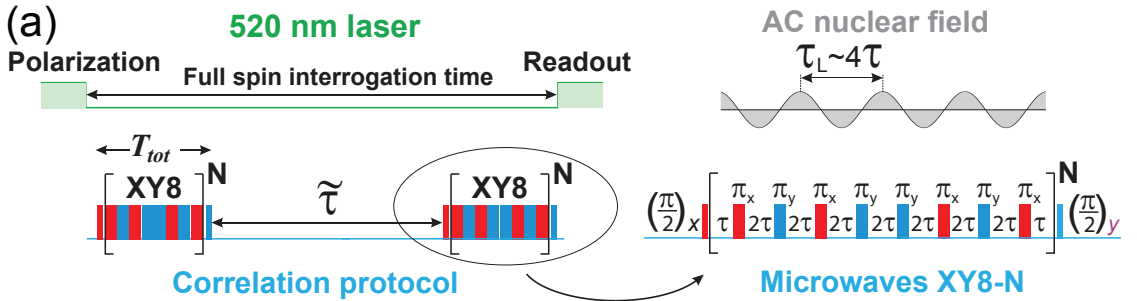 (a)
520 nm laser
Polarization
Full spin interrogation time
Readout
AC nuclear field
τL~4τ
Ttot
[XY8]N
τ̃
[XY8]N
Correlation protocol
(π/2)x [τ πx 2τ πy 2τ πx 2τ πy 2τ πy 2τ πx 2τ πy 2τ πx τ]N (π/2)y
Microwaves XY8-N